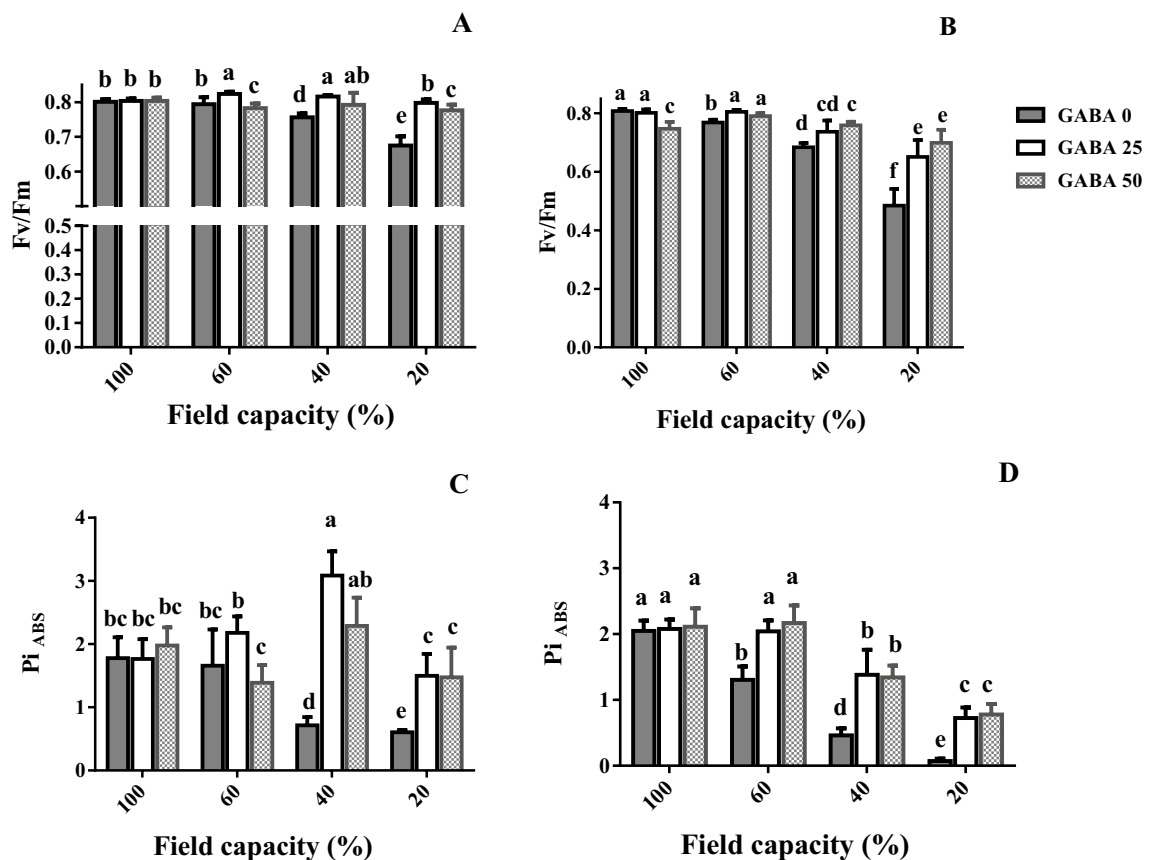 A
b b b b a c d a ab e b c
0.8
0.7
0.6
0.5
0.4
0.3
0.2
0.1
0.0
Fv/Fm
100 60 40 20
Field capacity (%)
B
a a c b a a d cd c f e e
0.8
0.6
0.4
0.2
0.0
Fv/Fm
100 60 40 20
Field capacity (%)
GABA 0
GABA 25
GABA 50
C
bc bc bc bc b c d a ab e c c
4
3
2
1
0
Pi ABS
100 60 40 20
Field capacity (%)
D
a a a b a a d b b e c c
4
3
2
1
0
Pi ABS
100 60 40 20
Field capacity (%)